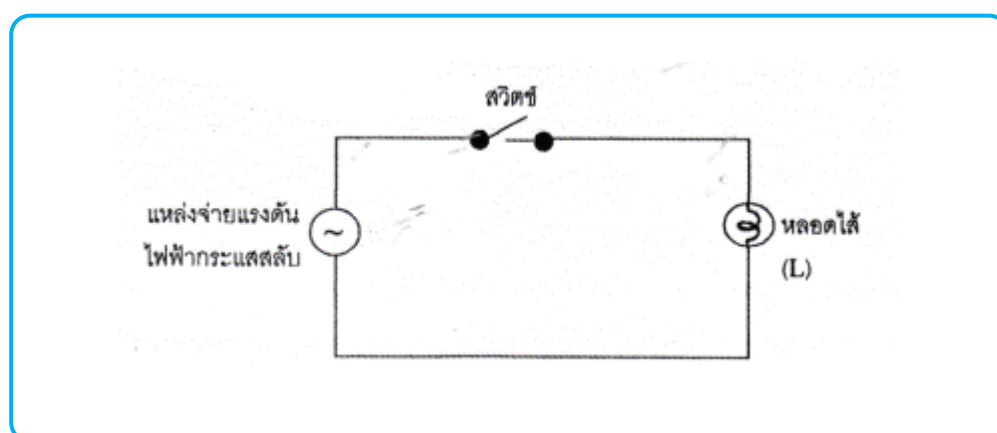 สวิตซ์
แหล่งจ่ายแรงดัน
ไฟฟ้ากระแสสลับ
~
หลอดไส้
(L)